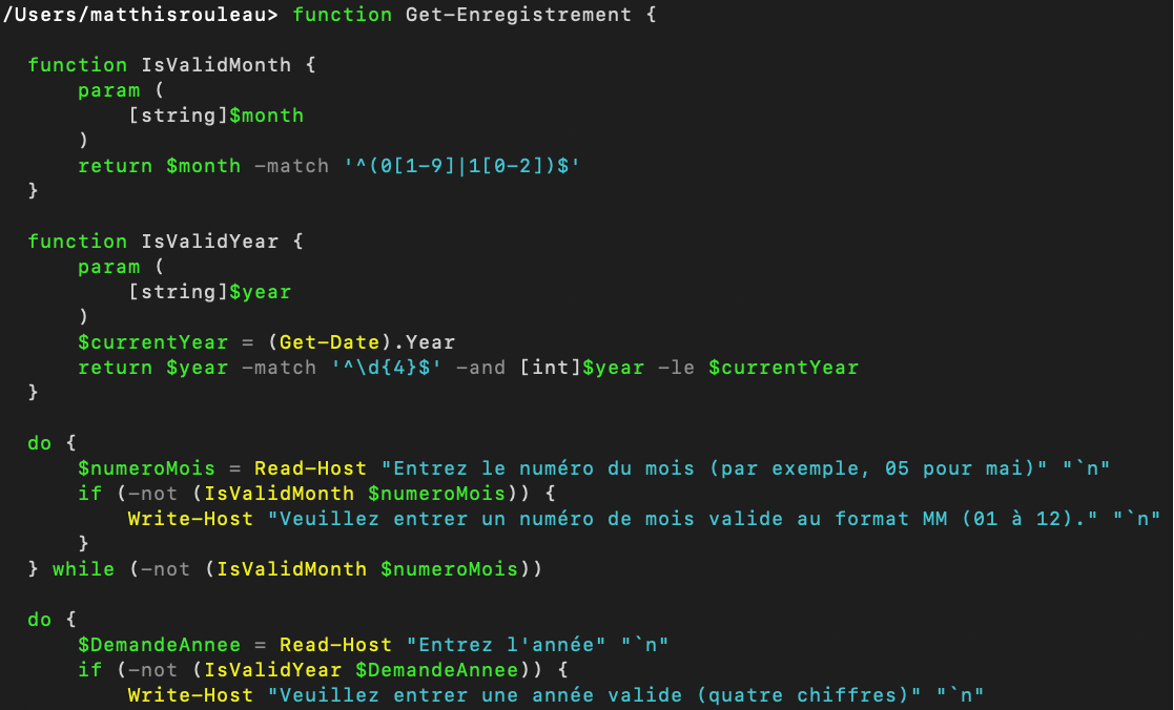 /Users/matthisrouleau> function Get-Enregistrement {
function IsValidMonth {
param (
[string]$month
)
return $month -match '^(0[1-9]|1[0-2])$'
}
function IsValidYear {
param (
[string]$year
)
$currentYear = (Get-Date).Year
return $year -match '^\d{4}$' -and [int]$year -le $currentYear
}
do {
$numeroMois = Read-Host "Entrez le numéro du mois (par exemple, 05 pour mai)" "`n"
if (-not (IsValidMonth $numeroMois)) {
Write-Host "Veuillez entrer un numéro de mois valide au format MM (01 à 12)." "`n"
}
} while (-not (IsValidMonth $numeroMois))
do {
$DemandeAnnee = Read-Host "Entrez l'année" "`n"
if (-not (IsValidYear $DemandeAnnee)) {
Write-Host "Veuillez entrer une année valide (quatre chiffres)" "`n"